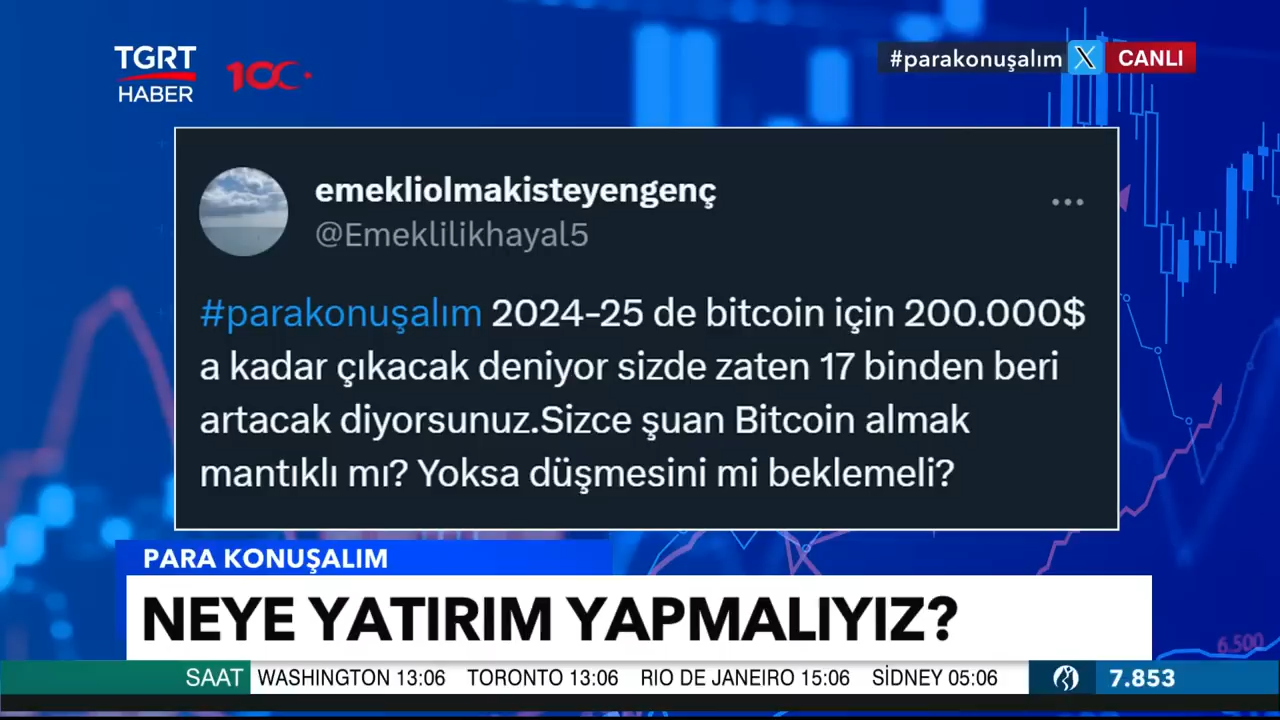 TGRT
HABER
100
#parakonuşalım X CANLI
emekliolmakisteyengenç
@Emeklilikhayal5
#parakonuşalım 2024-25 de bitcoin için 200.000$
a kadar çıkacak deniyor sizde zaten 17 binden beri
artacak diyorsunuz.Sizce şuan Bitcoin almak
mantıklı mı? Yoksa düşmesini mi beklemeli?
PARA KONUŞALIM
NEYE YATIRIM YAPMALIYIZ?
6.500
SAAT WASHINGTON 13:06 TORONTO 13:06 RIO DE JANEIRO 15:06 SİDNEY 05:06 7.853